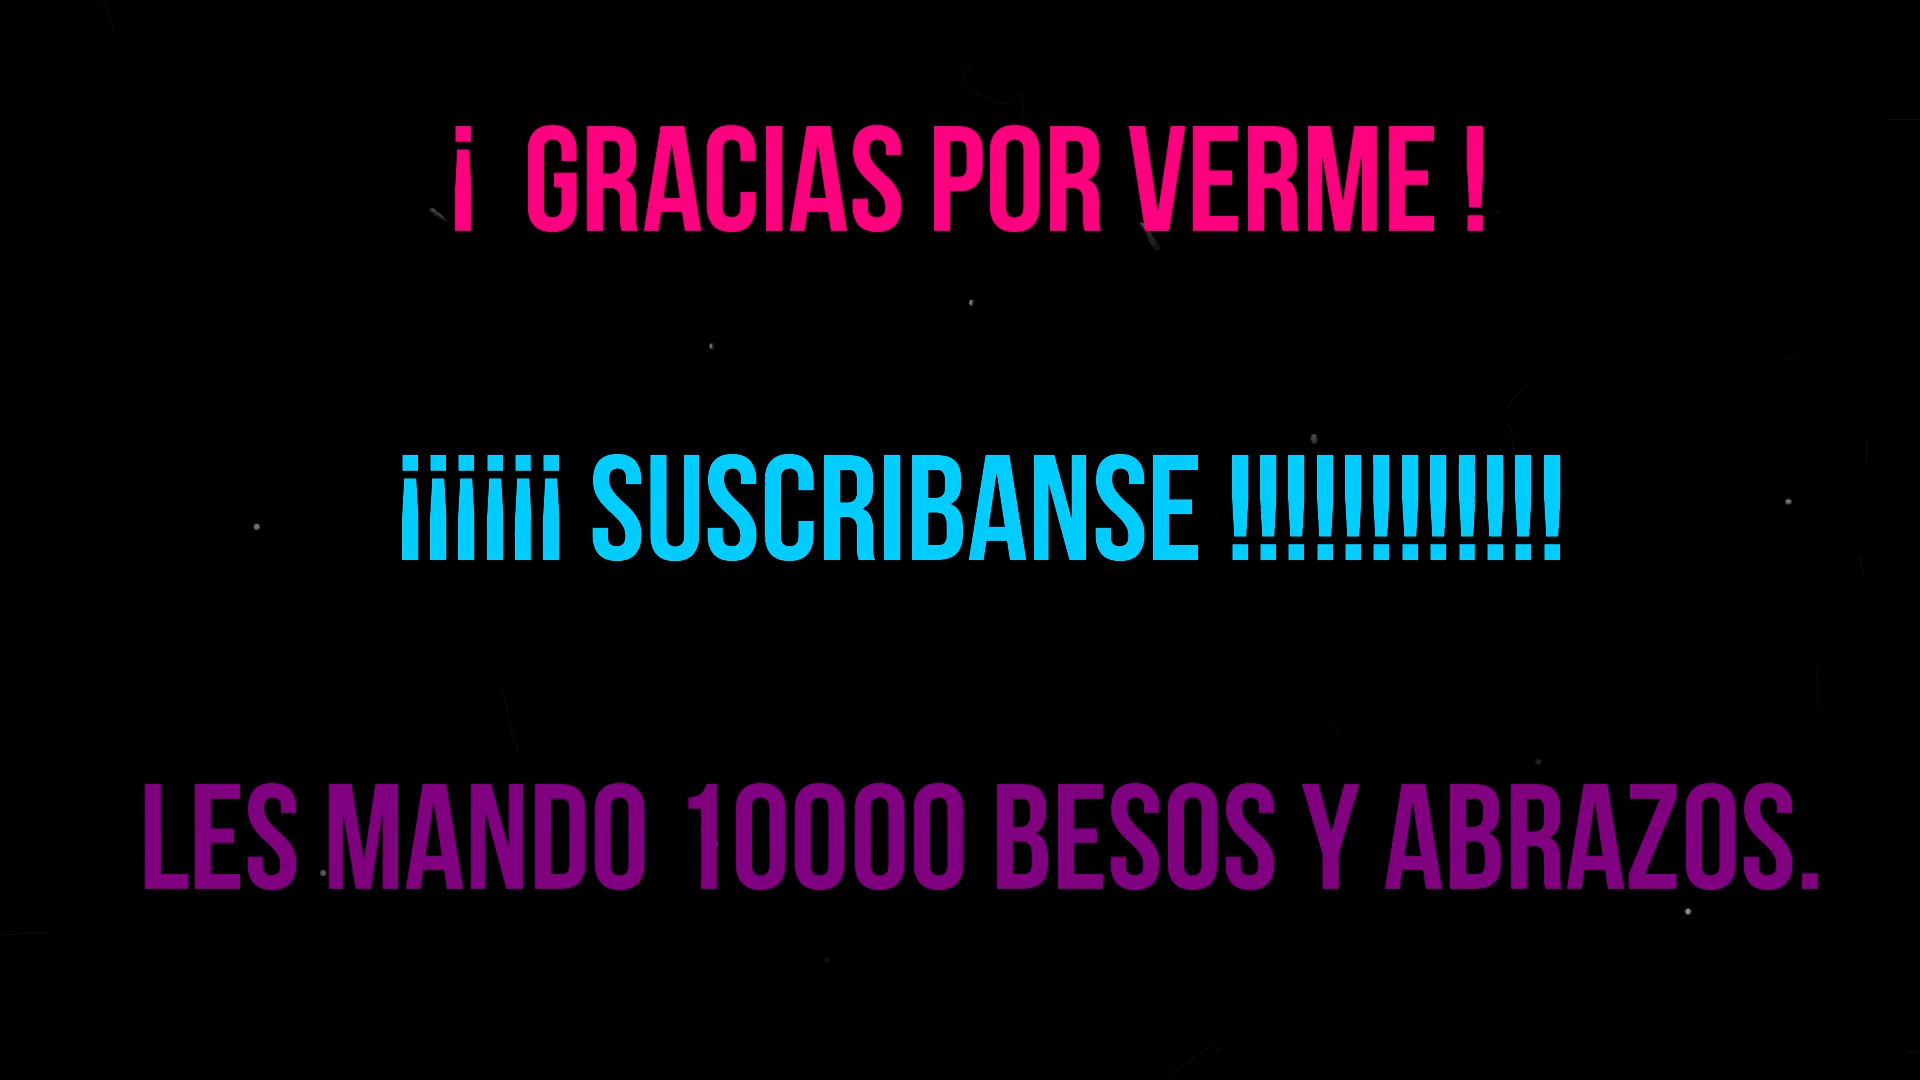 ¡ GRACIAS POR VERME !
¡¡¡¡¡¡ SUSCRIBANSE !!!!!!!!!!!!
LES MANDO 10000 BESOS Y ABRAZOS.